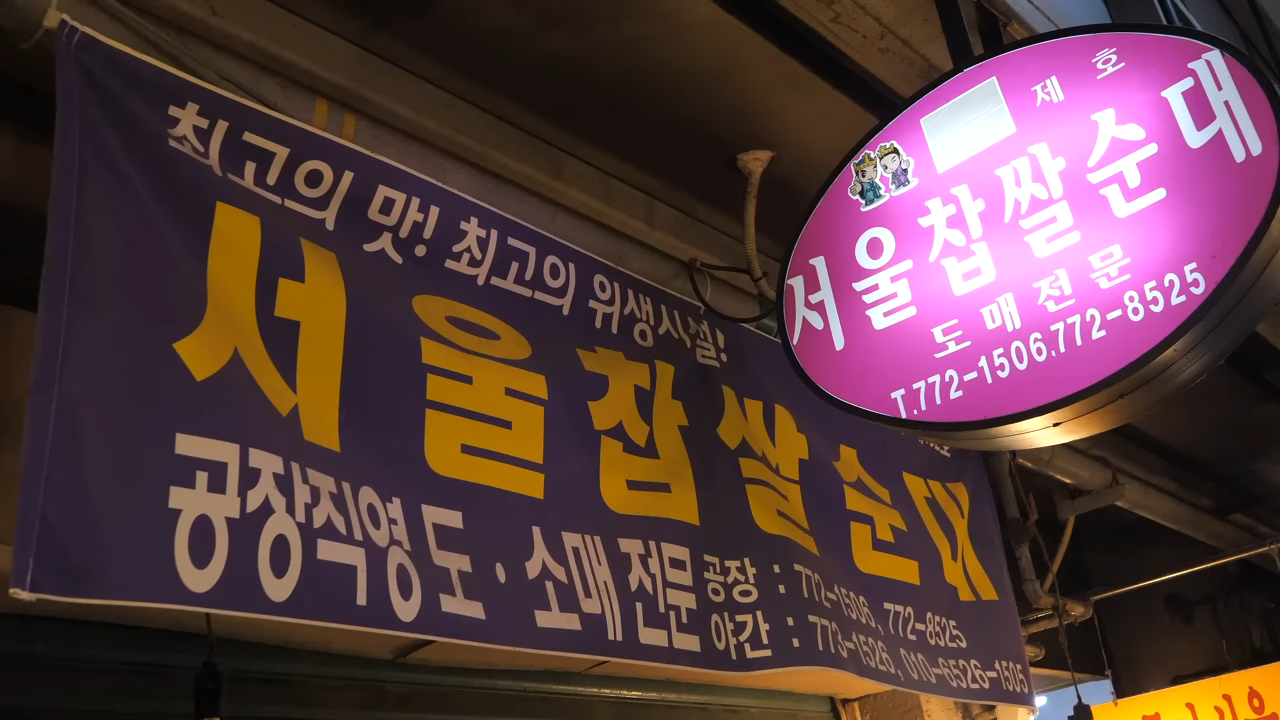 최고의 맛! 최고의 위생시설!
서울찹쌀순대
공장직영 도·소매 전문
공장 : 772-1506, 772-8525
야간 : 773-1526, 010-6526-1505
제 호
서울찹쌀순대
도매전문
T.772-1506.772-8525